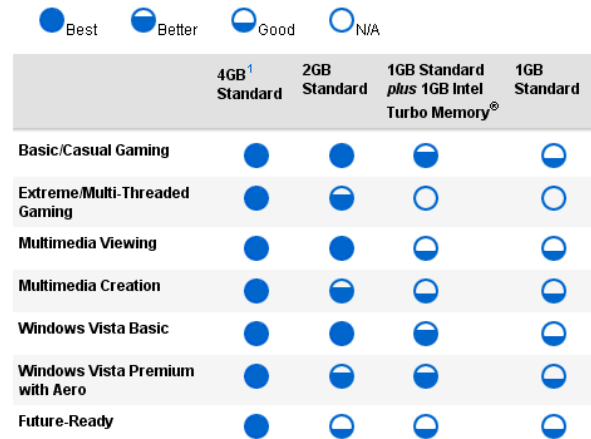 Best Better Good N/A
4GB1 2GB 1GB Standard 1GB
Standard Standard plus 1GB Intel Standard
Turbo Memory®
Basic/Casual Gaming
Extreme/Multi-Threaded
Gaming
Multimedia Viewing
Multimedia Creation
Windows Vista Basic
Windows Vista Premium
with Aero
Future-Ready